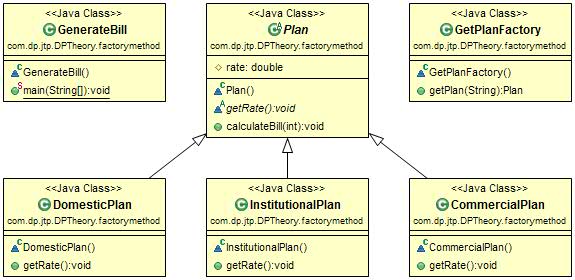 <<Java Class>>
GenerateBill
com.dp.jtp.DPTheory.factorymethod
GenerateBill()
main(String[]):void
<<Java Class>>
Plan
com.dp.jtp.DPTheory.factorymethod
rate: double
Plan()
getRate():void
calculateBill(int):void
<<Java Class>>
GetPlanFactory
com.dp.jtp.DPTheory.factorymethod
GetPlanFactory()
getPlan(String):Plan
<<Java Class>>
DomesticPlan
com.dp.jtp.DPTheory.factorymethod
DomesticPlan()
getRate():void
<<Java Class>>
InstitutionalPlan
com.dp.jtp.DPTheory.factorymethod
InstitutionalPlan()
getRate():void
<<Java Class>>
CommercialPlan
com.dp.jtp.DPTheory.factorymethod
CommercialPlan()
getRate():void